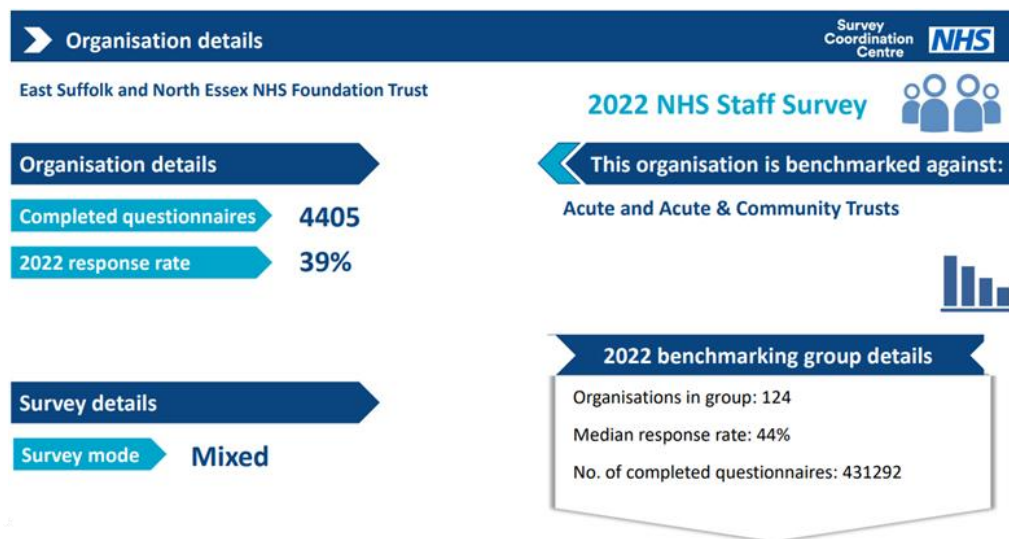 Organisation details
Survey
Coordination
Centre
NHS
East Suffolk and North Essex NHS Foundation Trust
2022 NHS Staff Survey
Organisation details
This organisation is benchmarked against:
Completed questionnaires 4405
Acute and Acute & Community Trusts
2022 response rate 39%
2022 benchmarking group details
Organisations in group: 124
Median response rate: 44%
No. of completed questionnaires: 431292
Survey details
Survey mode Mixed